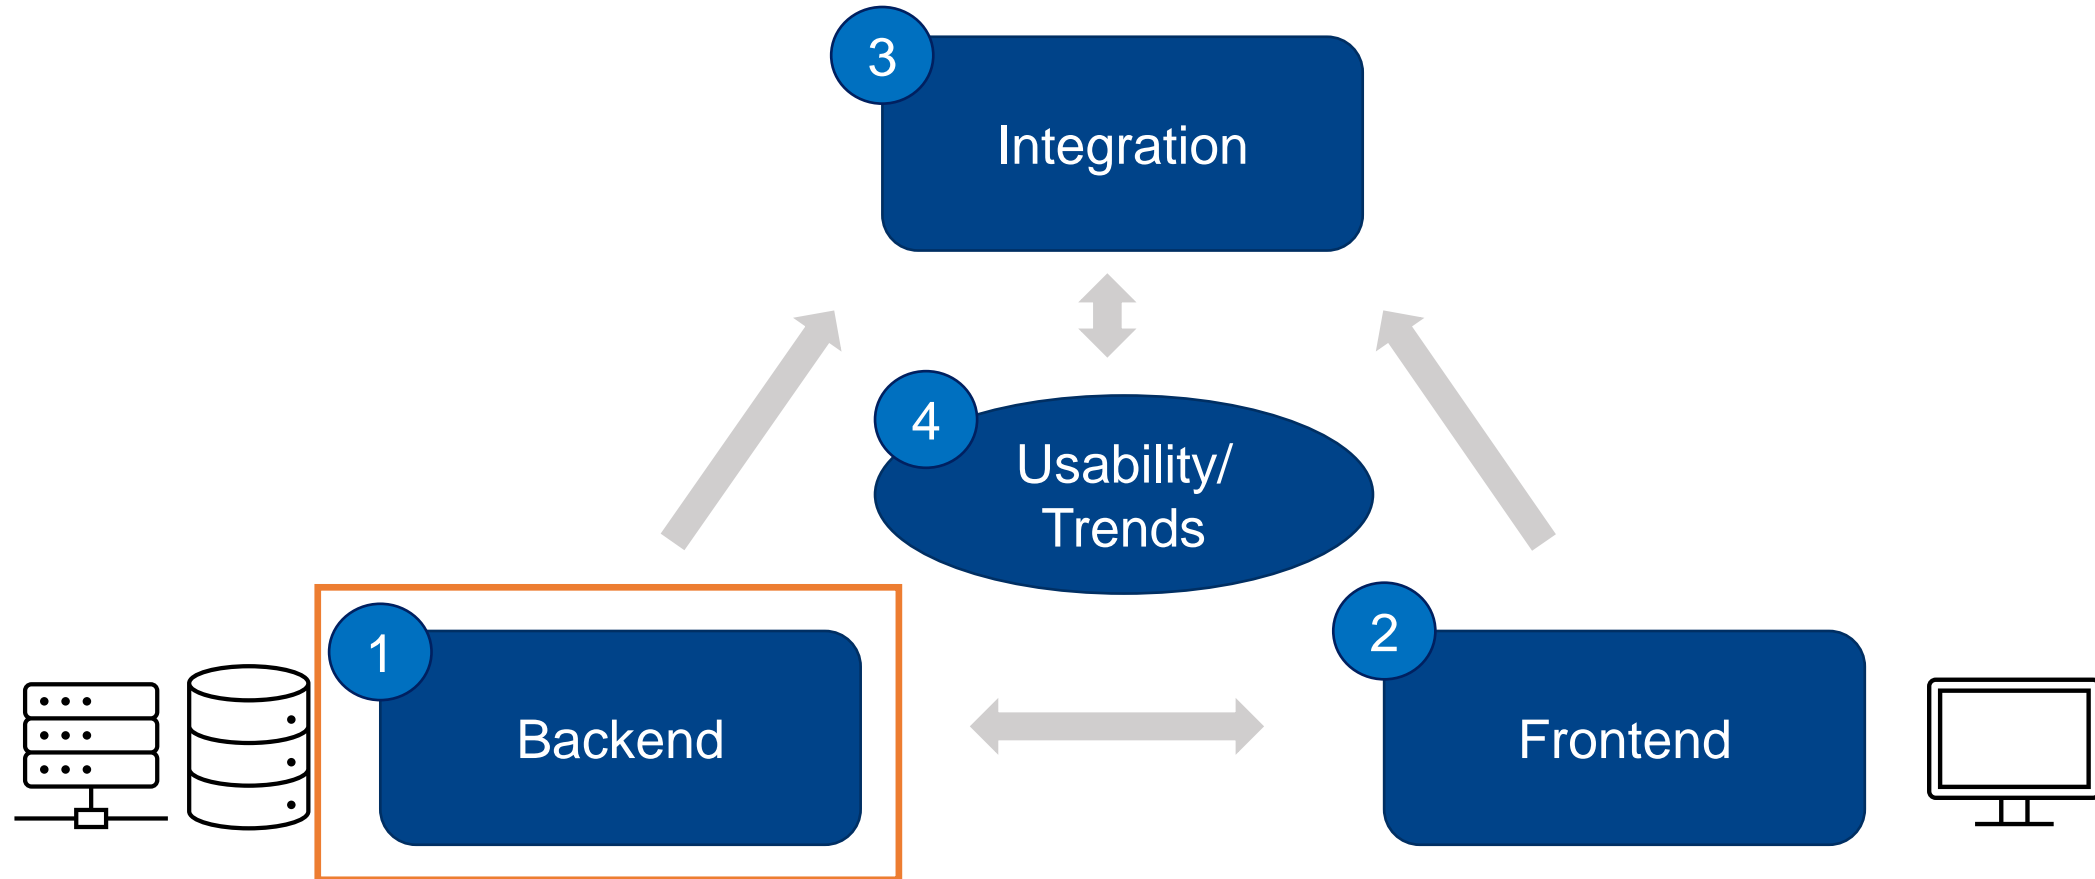 3
Integration
4
Usability/
Trends
1
Backend
2
Frontend